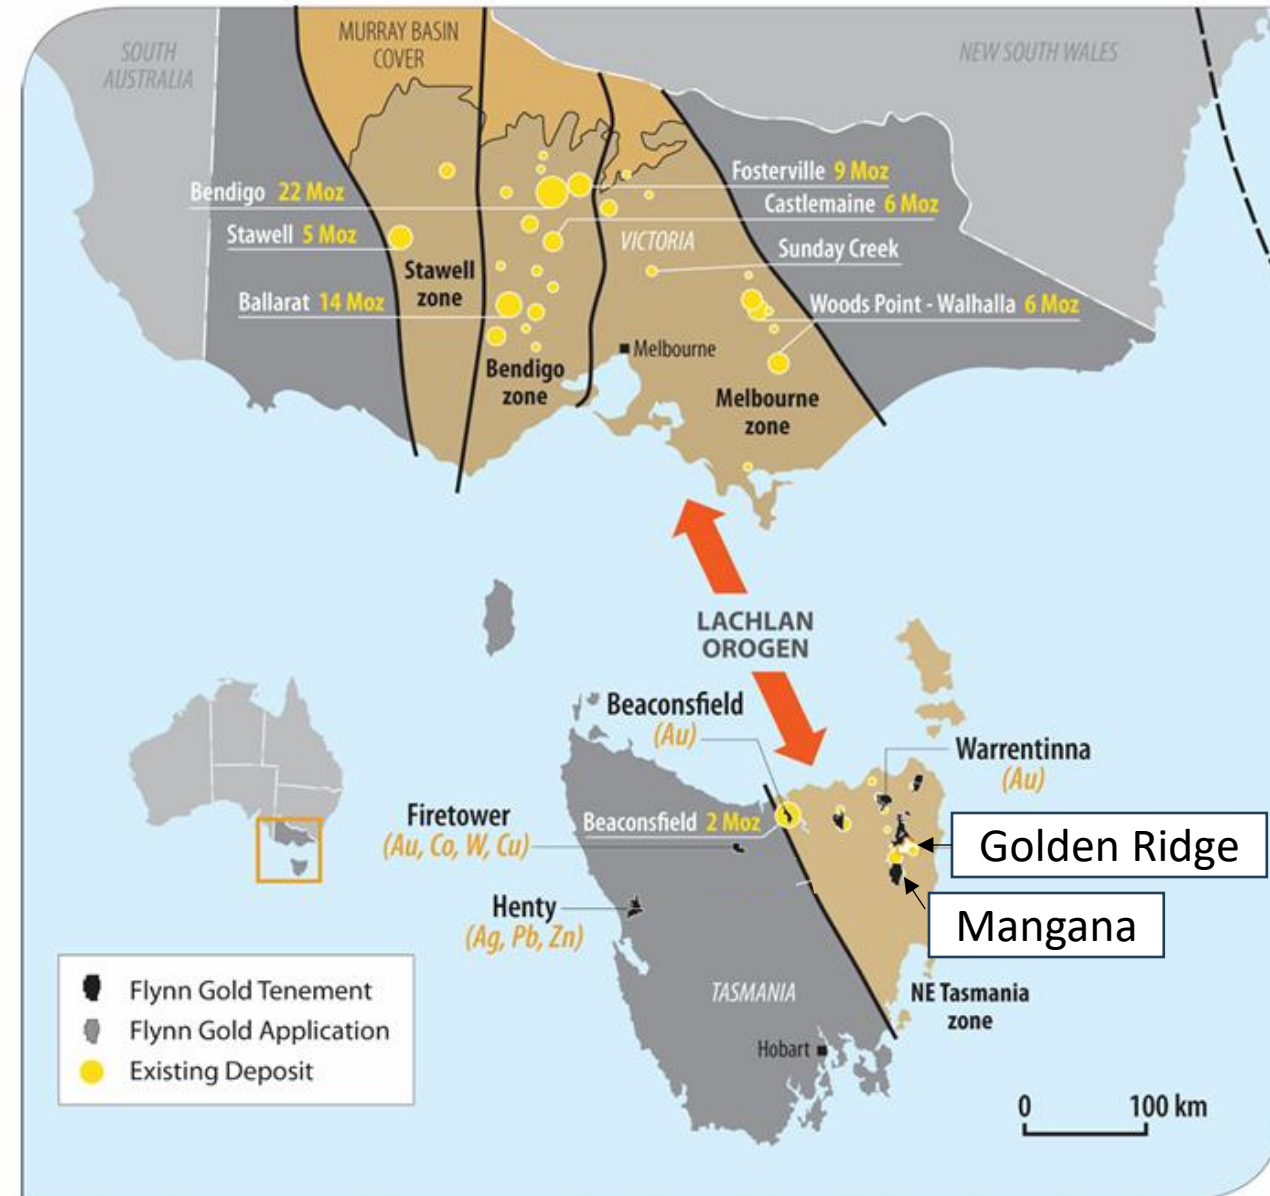 SOUTH
AUSTRALIA
MURRAY BASIN
COVER
NEW SOUTH WALES
Bendigo 22 Moz
Fosterville 9 Moz
Castlemaine 6 Moz
Stawell 5 Moz
VICTORIA
Sunday Creek
Stawell
zone
Ballarat 14 Moz
Woods Point - Walhalla 6 Moz
Melbourne
Bendigo
zone
Melbourne
zone
LACHLAN
OROGEN
Beaconsfield
(Au)
Warrentinna
(Au)
Firetower
(Au, Co, W, Cu)
Beaconsfield 2 Moz
Golden Ridge
Henty
(Ag, Pb, Zn)
Mangana
TASMANIA
NE Tasmania
zone
Hobart
Flynn Gold Tenement
Flynn Gold Application
Existing Deposit
0 100 km